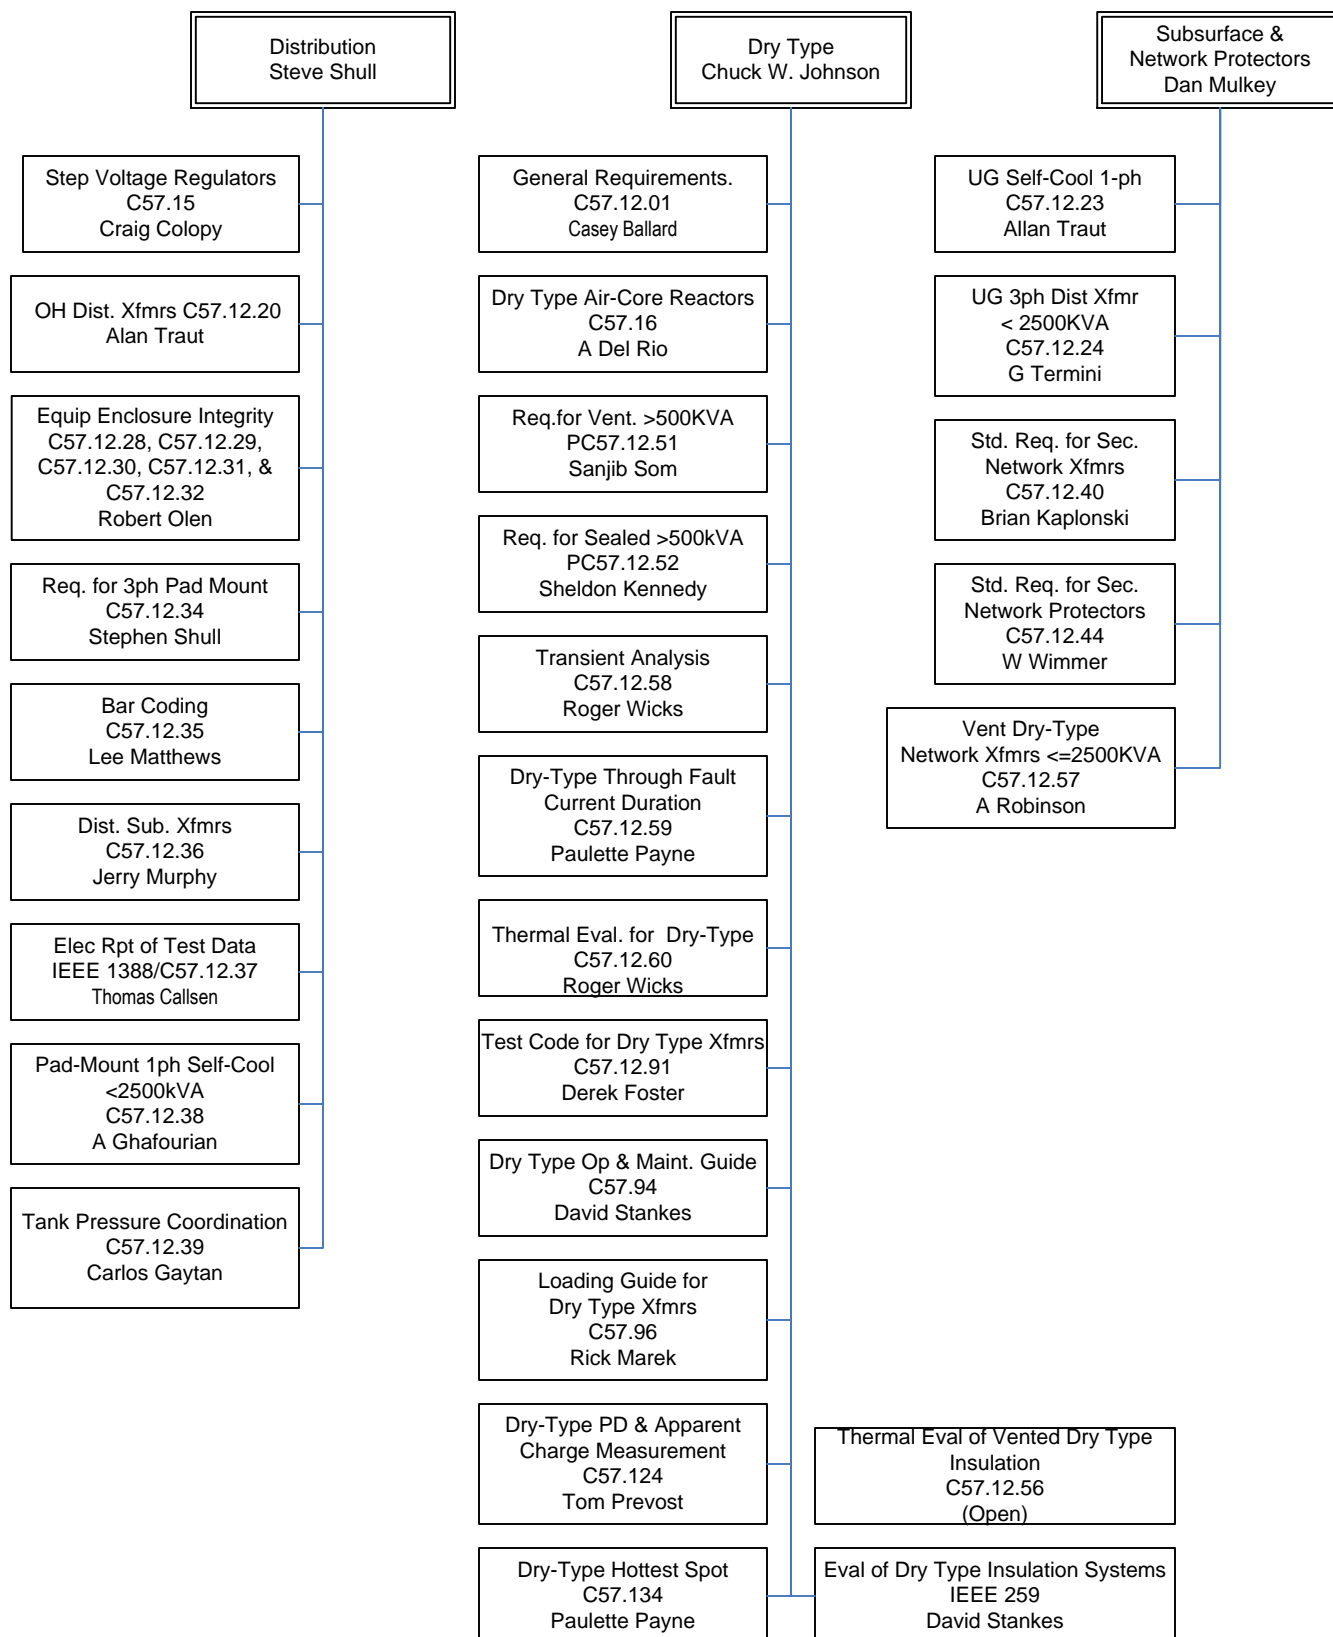 Distribution
Steve Shull
Step Voltage Regulators
C57.15
Craig Colopy
OH Dist. Xfmrs C57.12.20
Alan Traut
Equip Enclosure Integrity
C57.12.28, C57.12.29,
C57.12.30, C57.12.31, &
C57.12.32
Robert Olen
Req. for 3ph Pad Mount
C57.12.34
Stephen Shull
Bar Coding
C57.12.35
Lee Matthews
Dist. Sub. Xfmrs
C57.12.36
Jerry Murphy
Elec Rpt of Test Data
IEEE 1388/C57.12.37
Thomas Callsen
Pad-Mount 1ph Self-Cool
<2500kVA
C57.12.38
A Ghafourian
Tank Pressure Coordination
C57.12.39
Carlos Gaytan
Dry Type
Chuck W. Johnson
General Requirements.
C57.12.01
Casey Ballard
Dry Type Air-Core Reactors
C57.16
A Del Rio
Req.for Vent. >500KVA
PC57.12.51
Sanjib Som
Req. for Sealed >500kVA
PC57.12.52
Sheldon Kennedy
Transient Analysis
C57.12.58
Roger Wicks
Dry-Type Through Fault
Current Duration
C57.12.59
Paulette Payne
Thermal Eval. for Dry-Type
C57.12.60
Roger Wicks
Test Code for Dry Type Xfmrs
C57.12.91
Derek Foster
Dry Type Op & Maint. Guide
C57.94
David Stankes
Loading Guide for
Dry Type Xfmrs
C57.96
Rick Marek
Dry-Type PD & Apparent
Charge Measurement
C57.124
Tom Prevost
Dry-Type Hottest Spot
C57.134
Paulette Payne
Thermal Eval of Vented Dry Type
Insulation
C57.12.56
(Open)
Eval of Dry Type Insulation Systems
IEEE 259
David Stankes
Subsurface &
Network Protectors
Dan Mulkey
UG Self-Cool 1-ph
C57.12.23
Allan Traut
UG 3ph Dist Xfmr
< 2500KVA
C57.12.24
G Termini
Std. Req. for Sec.
Network Xfmrs
C57.12.40
Brian Kaplonski
Std. Req. for Sec.
Network Protectors
C57.12.44
W Wimmer
Vent Dry-Type
Network Xfmrs <=2500KVA
C57.12.57
A Robinson